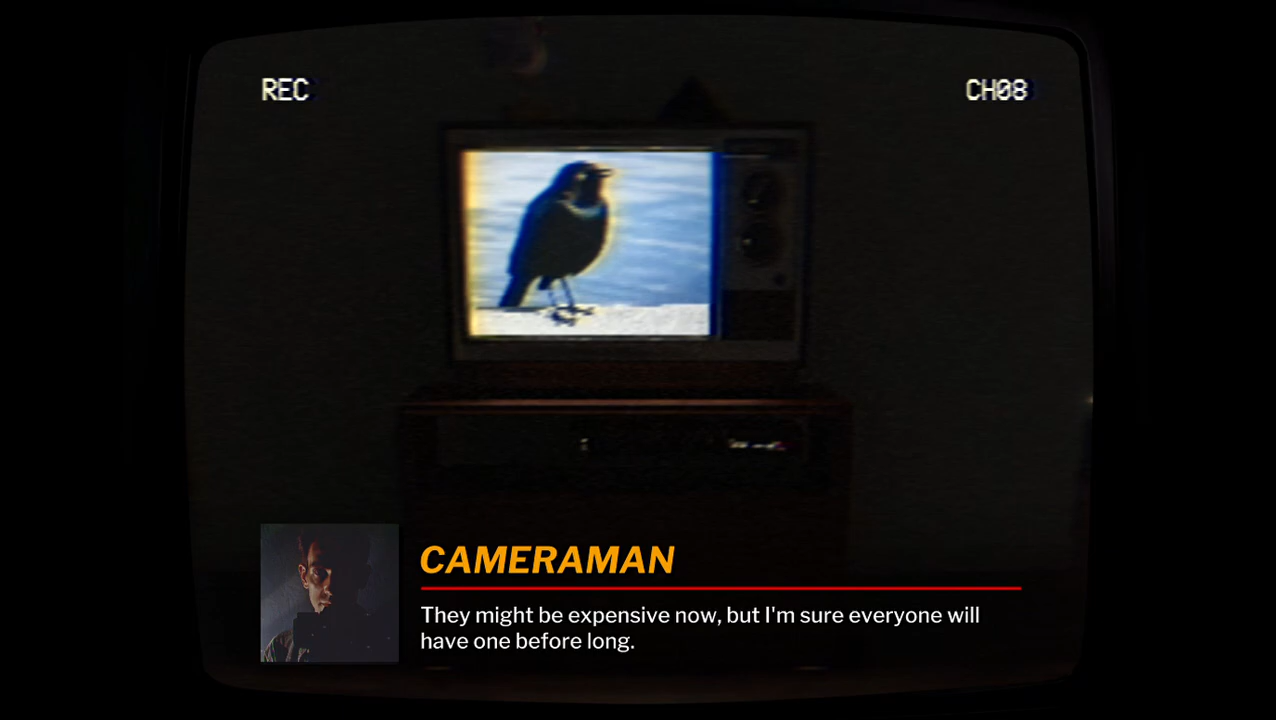 REC
CH08
CAMERAMAN
They might be expensive now, but I'm sure everyone will
have one before long.